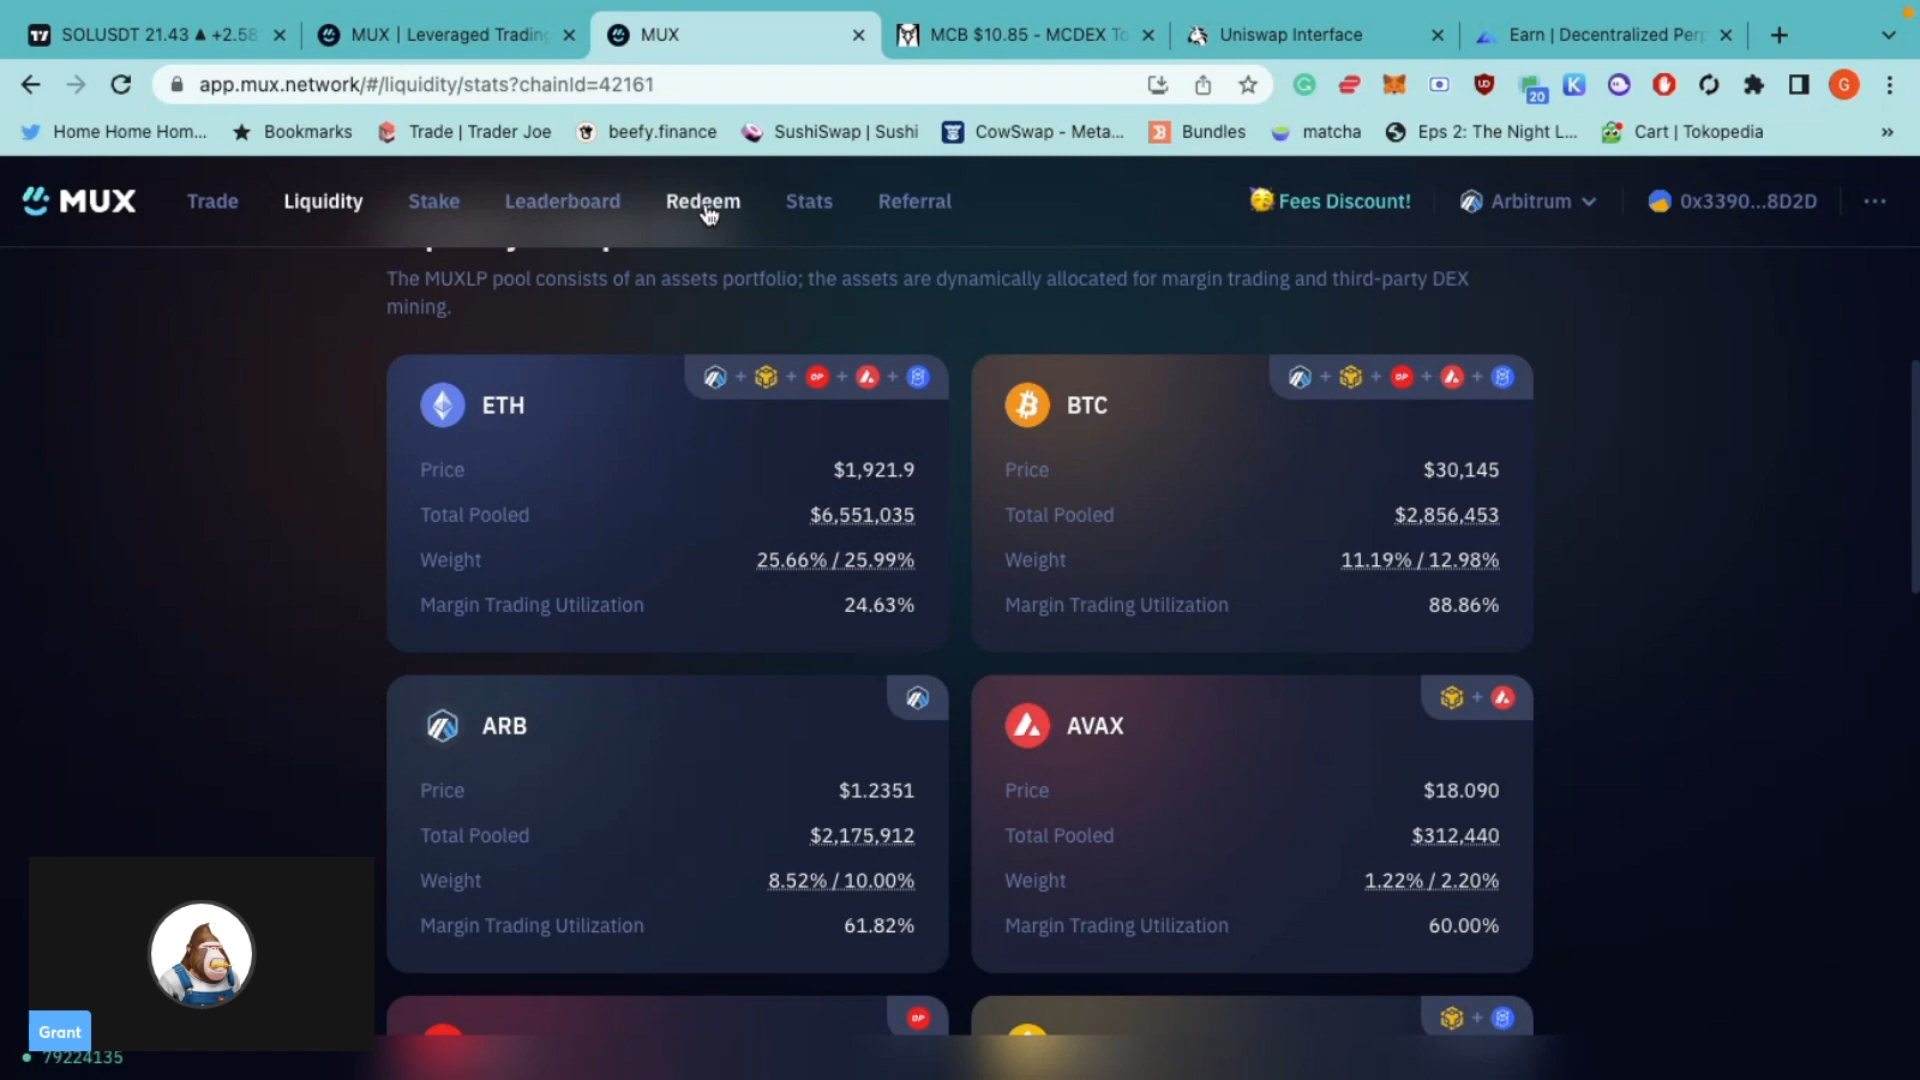 SOLUSDT 21.43 ▲ +2.58
MUX | Leveraged Trading
MUX
MCB $10.85 - MCDEX To
Uniswap Interface
Earn | Decentralized Perp
app.mux.network/#/liquidity/stats?chainId=42161
20
G
Home Home Hom...
Bookmarks
Trade | Trader Joe
beefy.finance
SushiSwap | Sushi
CowSwap - Meta...
Bundles
matcha
Eps 2: The Night L...
Cart | Tokopedia
»
MUX
Trade
Liquidity
Stake
Leaderboard
Redeem
Stats
Referral
Fees Discount!
Arbitrum
0x3390...8D2D
The MUXLP pool consists of an assets portfolio; the assets are dynamically allocated for margin trading and third-party DEX
mining.
ETH
Price $1,921.9
Total Pooled $6,551,035
Weight 25.66% / 25.99%
Margin Trading Utilization 24.63%
BTC
Price $30,145
Total Pooled $2,856,453
Weight 11.19% / 12.98%
Margin Trading Utilization 88.86%
ARB
Price $1.2351
Total Pooled $2,175,912
Weight 8.52% / 10.00%
Margin Trading Utilization 61.82%
AVAX
Price $18.090
Total Pooled $312,440
Weight 1.22% / 2.20%
Margin Trading Utilization 60.00%
OP
Grant
79224135